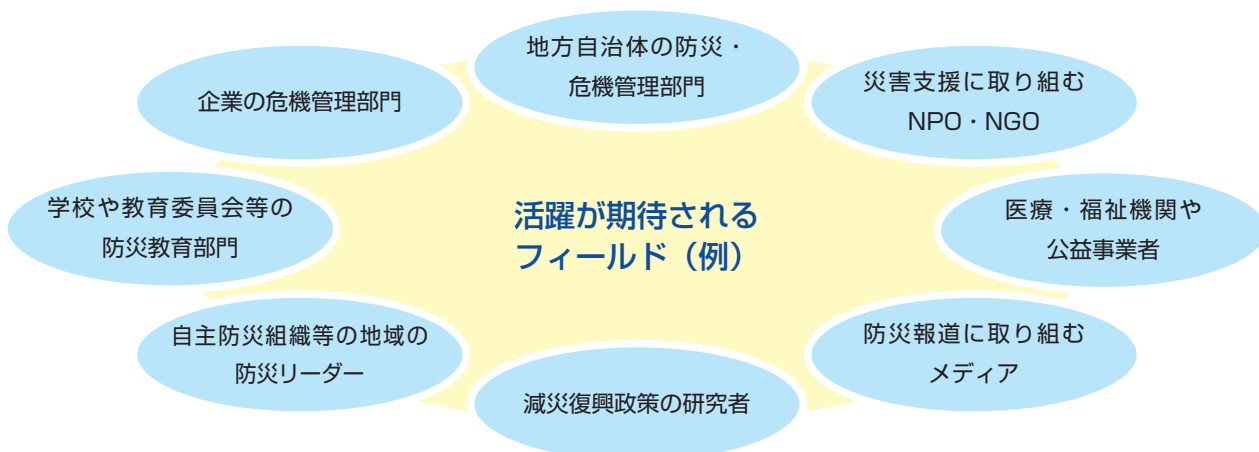 地方自治体の防災・
危機管理部門
災害支援に取り組む
NPO・NGO
医療・福祉機関や
公益事業者
防災報道に取り組む
メディア
減災復興政策の研究者
自主防災組織等の地域の
防災リーダー
学校や教育委員会等の
防災教育部門
企業の危機管理部門
活躍が期待される
フィールド（例）